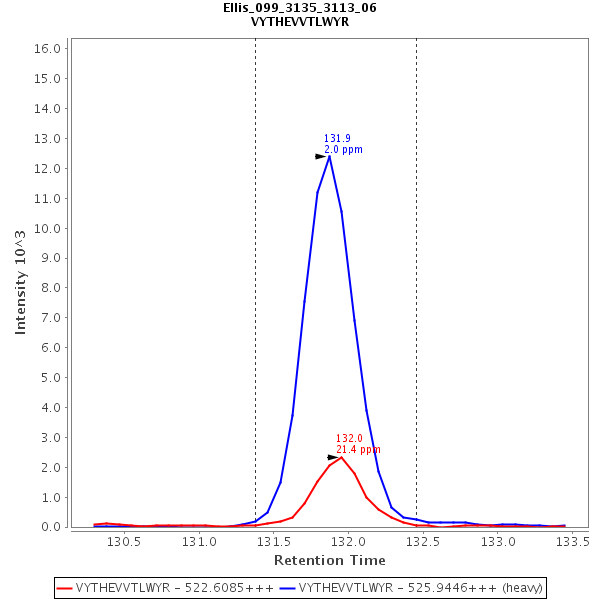 Ellis_099_3135_3113_06
VYTHEVVTLWYR
16.0
15.0
14.0
13.0
12.0
11.0
10.0
9.0
8.0
7.0
6.0
5.0
4.0
3.0
2.0
1.0
0.0
Intensity 10^3
131.9
2.0 ppm
132.0
21.4 ppm
130.5 131.0 131.5 132.0 132.5 133.0 133.5
Retention Time
VYTHEVVTLWYR - 522.6085+++ VYTHEVVTLWYR - 525.9446+++ (heavy)